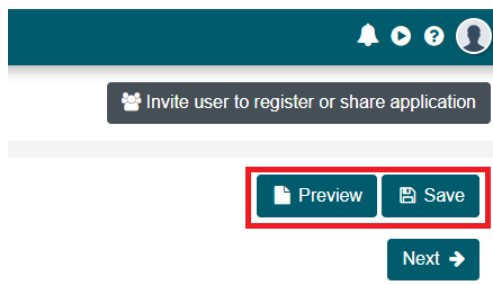 Invite user to register or share application
Preview Save
Next